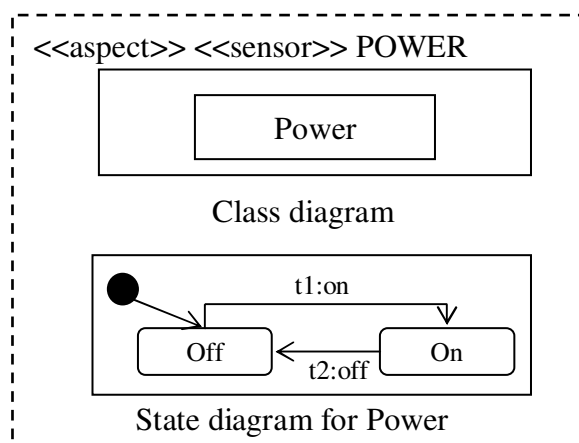 <<aspect>> <<sensor>> POWER
Power
Class diagram
t1:on
Off
On
t2:off
State diagram for Power